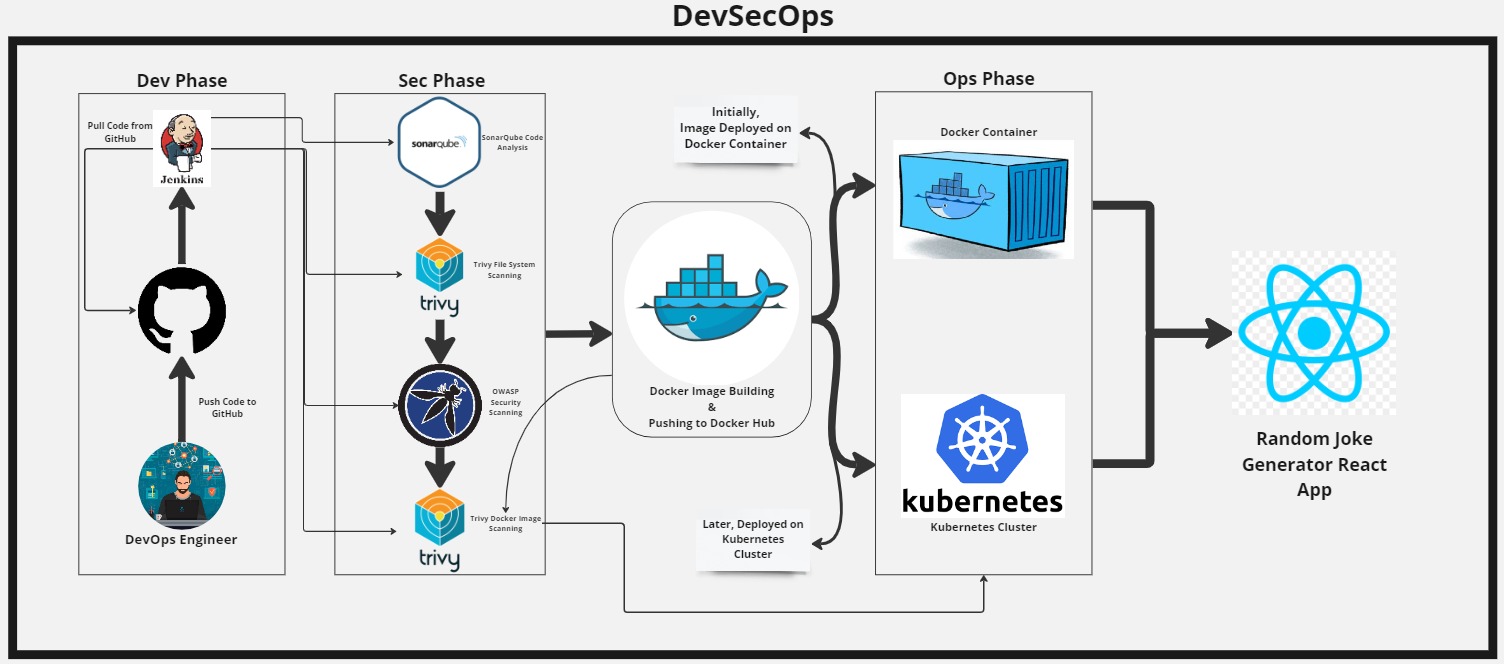 DevSecOps
Dev Phase
Pull Code from
GitHub
Jenkins
Push Code to
GitHub
DevOps Engineer
Sec Phase
sonarqube
SonarQube Code
Analysis
Trivy File System
Scanning
trivy
OWASP
Security
Scanning
Trivy Docker Image
Scanning
trivy
Docker Image Building
&
Pushing to Docker Hub
Initially,
Image Deployed on
Docker Container
Later, Deployed on
Kubernetes
Cluster
Ops Phase
Docker Container
kubernetes
Kubernetes Cluster
Random Joke
Generator React
App